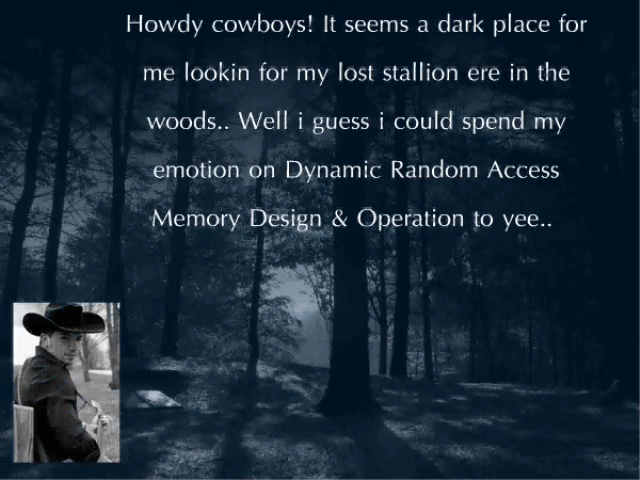 Howdy cowboys! It seems a dark place for
me lookin for my lost stallion ere in the
woods.. Well i guess i could spend my
emotion on Dynamic Random Access
Memory Design & Operation to yee..